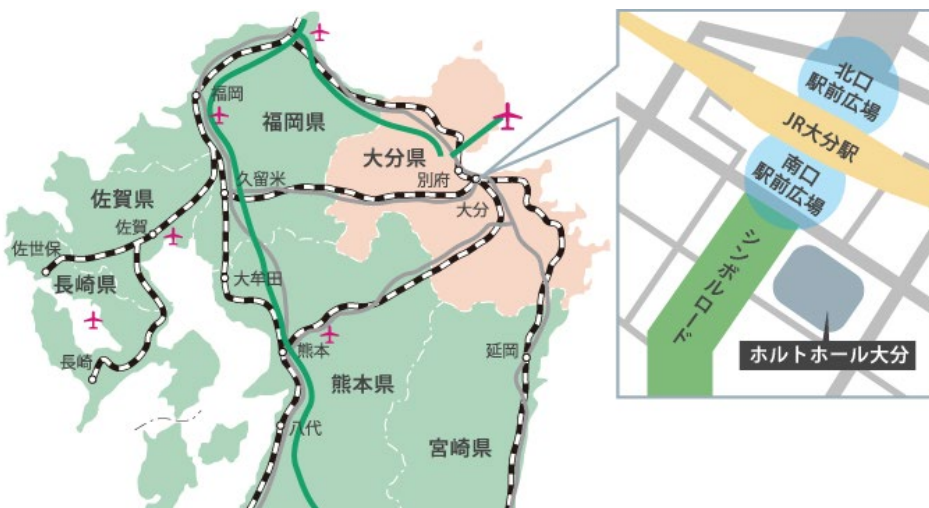 福岡
福岡県
大分県
別府
大分
久留米
佐賀県
佐賀
佐世保
長崎県
長崎
大牟田
熊本
熊本県
延岡
八代
宮崎県
北口
駅前広場
JR大分駅
南口
駅前広場
シンボルロード
ホルトホール大分